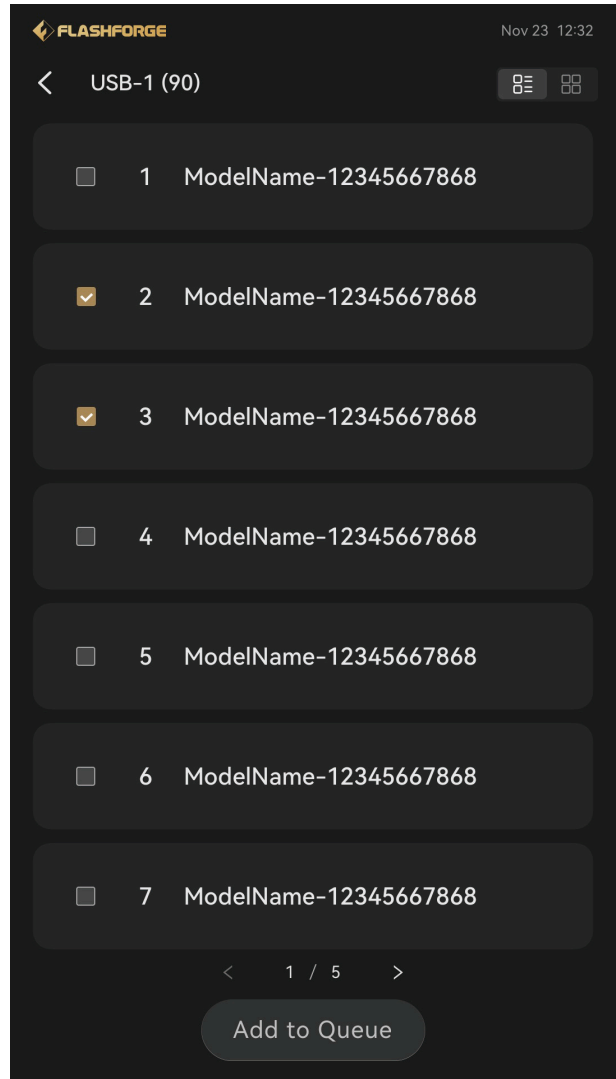 FLASHFORGE
Nov 23 12:32
USB-1 (90)
1 ModelName-12345667868
2 ModelName-12345667868
3 ModelName-12345667868
4 ModelName-12345667868
5 ModelName-12345667868
6 ModelName-12345667868
7 ModelName-12345667868
< 1 / 5 >
Add to Queue